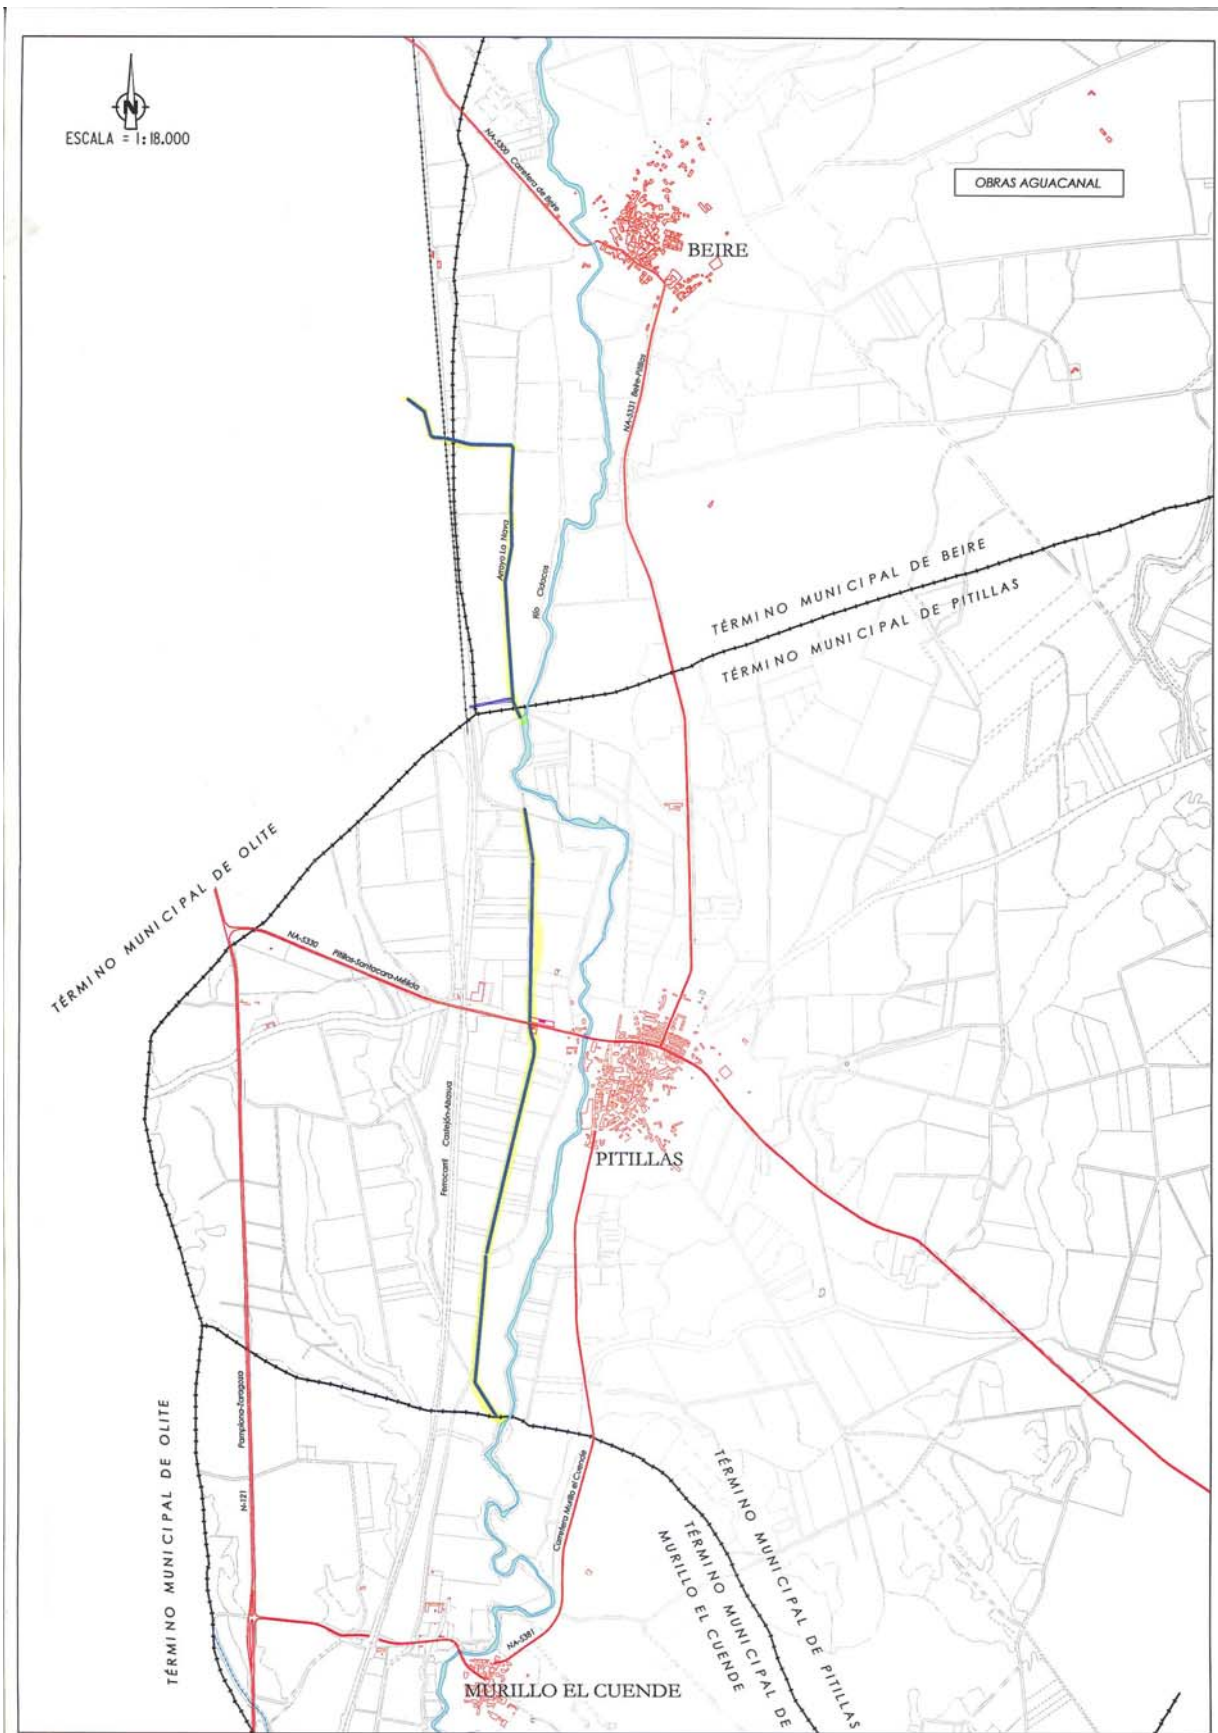 N
ESCALA = 1:18.000
OBRAS AGUACANAL
NA-5300 Carretera de Beire
BEIRE
NA-5331 Beire-Pitillas
Arroyo La Nava
Río Cidacos
TÉRMINO MUNICIPAL DE BEIRE
TÉRMINO MUNICIPAL DE PITILLAS
TÉRMINO MUNICIPAL DE OLITE
NA-5330 Pitillas-Santacara-Mélida
Ferrocarril Castejón-Alsasua
PITILLAS
N-121 Pamplona-Zaragoza
TÉRMINO MUNICIPAL DE OLITE
Carretera Murillo el Cuende
NA-5381
TÉRMINO MUNICIPAL DE PITILLAS
TÉRMINO MUNICIPAL DE
MURILLO EL CUENDE
MURILLO EL CUENDE